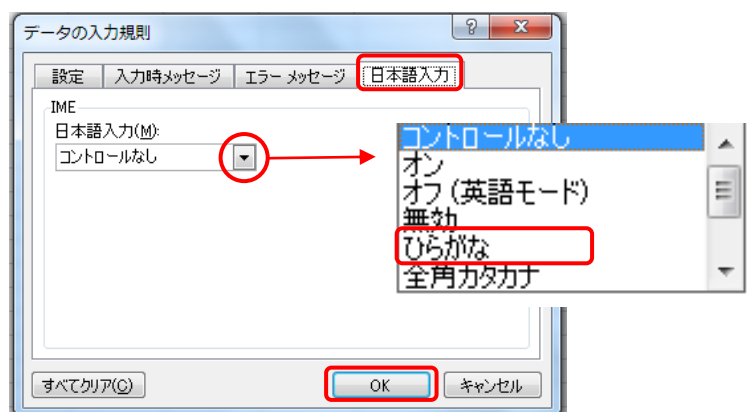 データの入力規則
設定 入力時メッセージ エラー メッセージ 日本語入力
IME
日本語入力(M):
コントロールなし
コントロールなし
オン
オフ (英語モード)
無効
ひらがな
全角カタカナ
すべてクリア(C) OK キャンセル